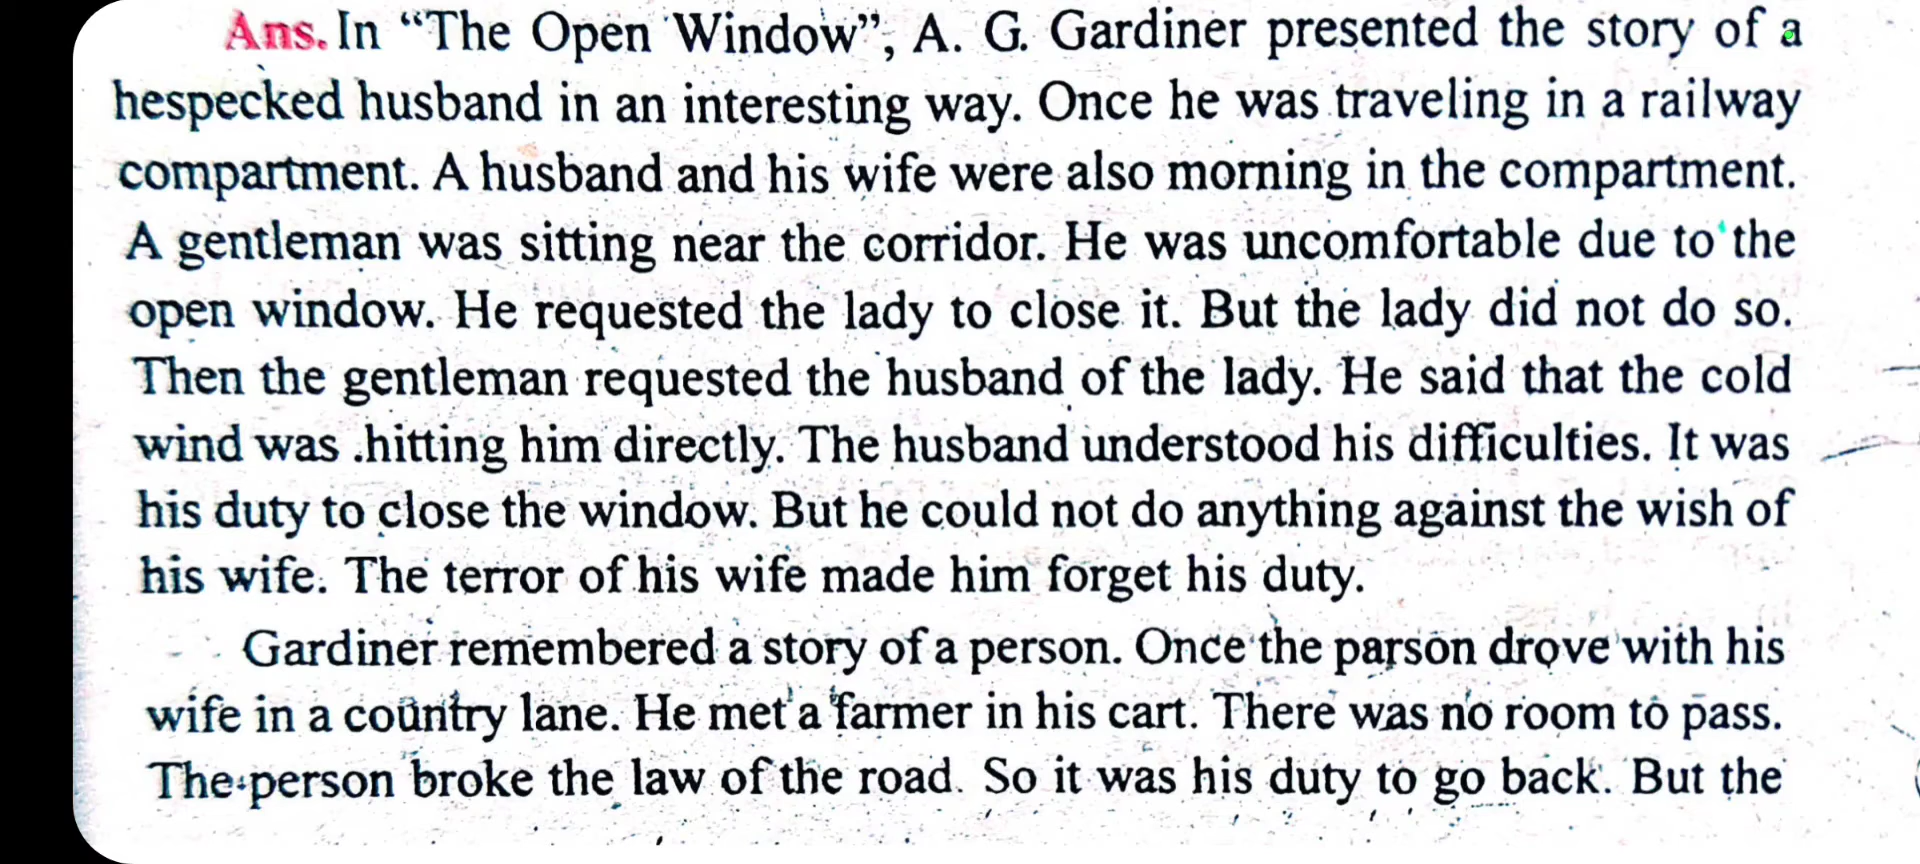 Ans. In “The Open Window”, A. G. Gardiner presented the story of a
hespecked husband in an interesting way. Once he was traveling in a railway
compartment. A husband and his wife were also morning in the compartment.
A gentleman was sitting near the corridor. He was uncomfortable due to the
open window. He requested the lady to close it. But the lady did not do so.
Then the gentleman requested the husband of the lady. He said that the cold
wind was hitting him directly. The husband understood his difficulties. It was
his duty to close the window. But he could not do anything against the wish of
his wife. The terror of his wife made him forget his duty.
Gardiner remembered a story of a person. Once the parson drove with his
wife in a country lane. He met a farmer in his cart. There was no room to pass.
The person broke the law of the road. So it was his duty to go back. But the